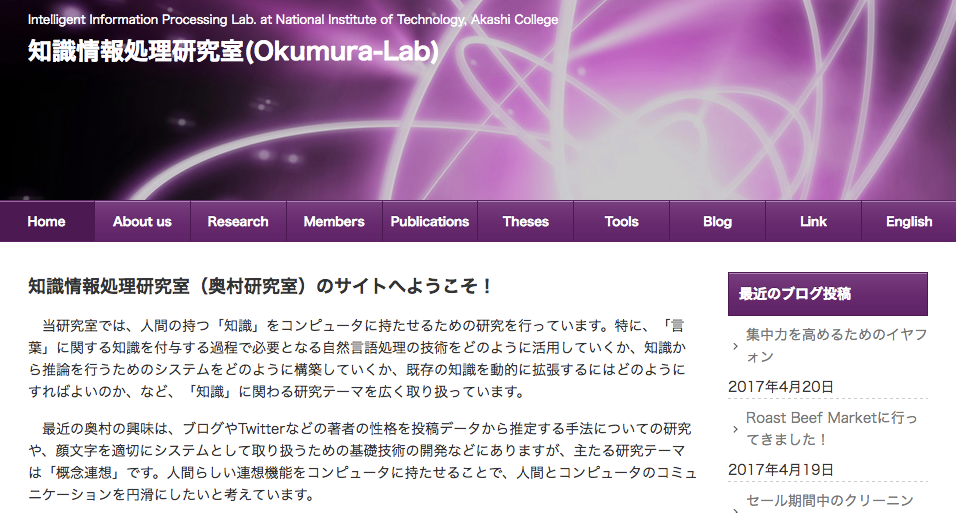 Intelligent Information Processing Lab. at National Institute of Technology, Akashi College
知識情報処理研究室(Okumura-Lab)
Home About us Research Members Publications Theses Tools Blog Link English
知識情報処理研究室（奥村研究室）のサイトへようこそ！
当研究室では、人間の持つ「知識」をコンピュータに持たせるための研究を行っています。特に、「言
葉」に関する知識を付与する過程で必要となる自然言語処理の技術をどのように活用していくか、知識か
ら推論を行うためのシステムをどのように構築していくか、既存の知識を動的に拡張するにはどのように
すればよいのか、など、「知識」に関わる研究テーマを広く取り扱っています。
最近の奥村の興味は、ブログやTwitterなどの著者の性格を投稿データから推定する手法についての研究
や、顔文字を適切にシステムとして取り扱うための基礎技術の開発などにありますが、主たる研究テーマ
は「概念連想」です。人間らしい連想機能をコンピュータに持たせることで、人間とコンピュータのコミュ
ニケーションを円滑にしたいと考えています。
最近のブログ投稿
集中力を高めるためのイヤフ
ォン
2017年4月20日
Roast Beef Marketに行っ
てきました！
2017年4月19日
セール期間中のクリーニン